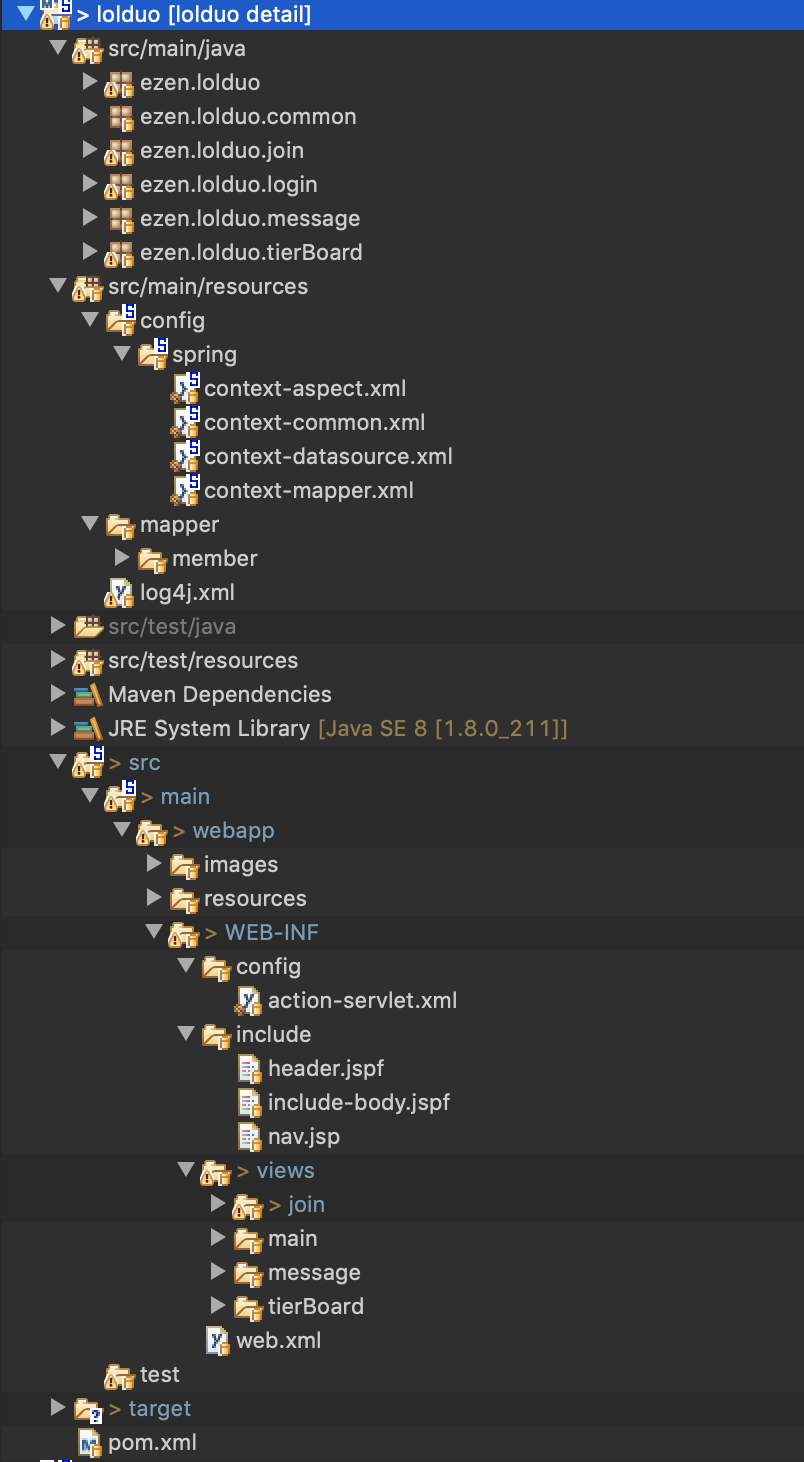 > lolduo [lolduo detail]
src/main/java
ezen.lolduo
ezen.lolduo.common
ezen.lolduo.join
ezen.lolduo.login
ezen.lolduo.message
ezen.lolduo.tierBoard
src/main/resources
config
spring
context-aspect.xml
context-common.xml
context-datasource.xml
context-mapper.xml
mapper
member
log4j.xml
src/test/java
src/test/resources
Maven Dependencies
JRE System Library [Java SE 8 [1.8.0_211]]
> src
> main
> webapp
images
resources
> WEB-INF
config
action-servlet.xml
include
header.jspf
include-body.jspf
nav.jsp
> views
> join
main
message
tierBoard
web.xml
test
> target
pom.xml